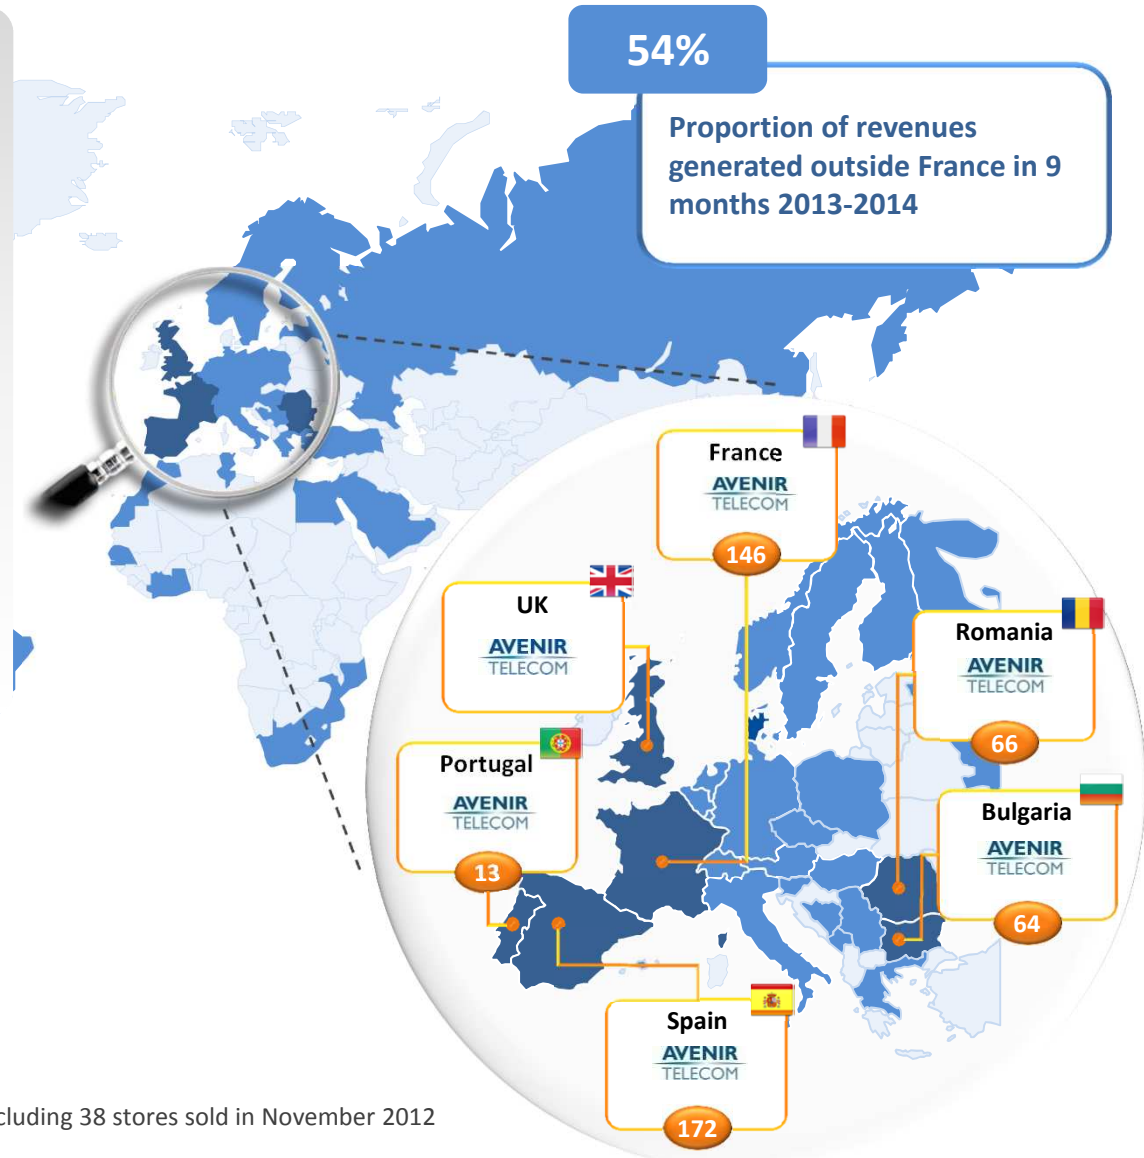 54%
Proportion of revenues
generated outside France in 9
months 2013-2014
France
AVENIR
TELECOM
146
UK
AVENIR
TELECOM
Romania
AVENIR
TELECOM
66
Portugal
AVENIR
TELECOM
13
Bulgaria
AVENIR
TELECOM
64
Spain
AVENIR
TELECOM
172
cluding 38 stores sold in November 2012